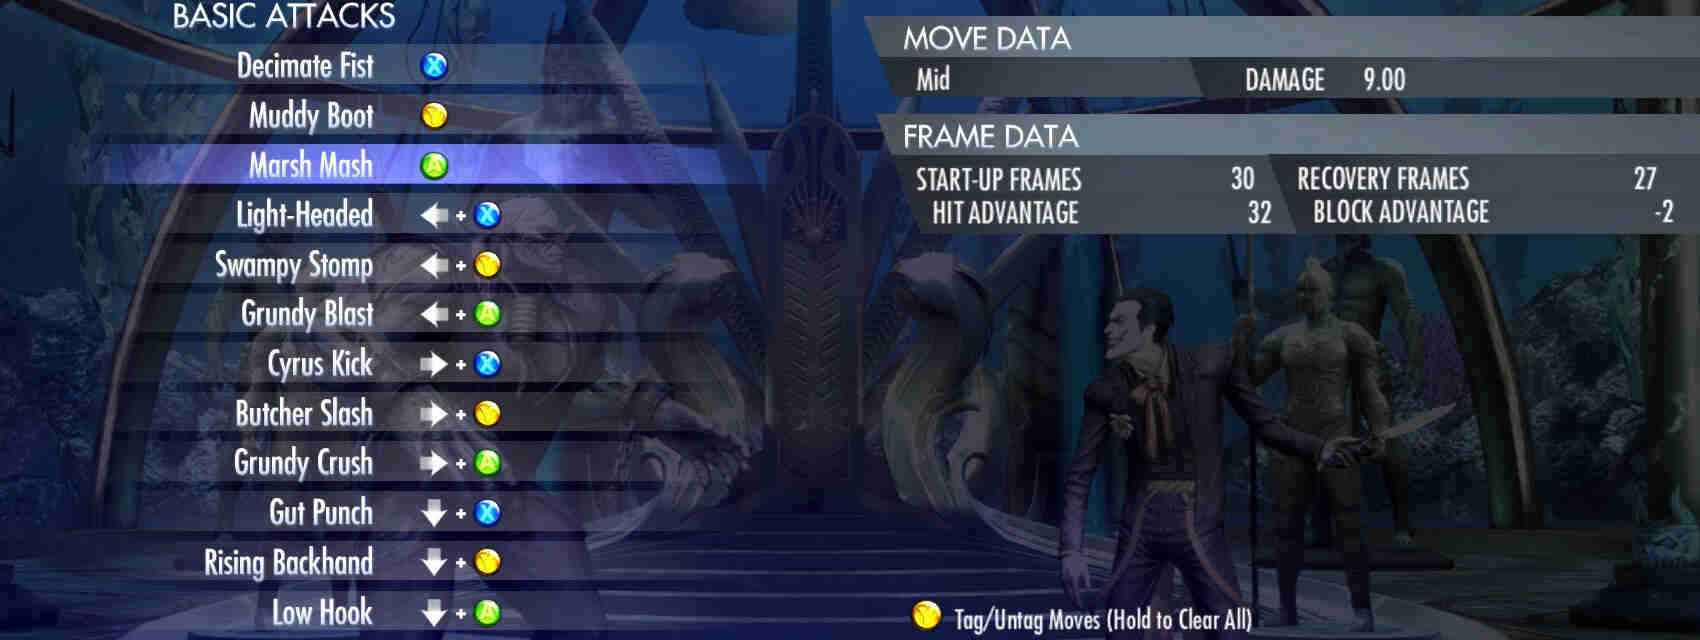 BASIC ATTACKS
Decimate Fist X
Muddy Boot Y
Marsh Mash A
Light-Headed + X
Swampy Stomp + Y
Grundy Blast + A
Cyrus Kick + X
Butcher Slash + Y
Grundy Crush + A
Gut Punch + X
Rising Backhand + Y
Low Hook + A
MOVE DATA
Mid DAMAGE 9.00
FRAME DATA
START-UP FRAMES 30 RECOVERY FRAMES 27
HIT ADVANTAGE 32 BLOCK ADVANTAGE -2
Y Tag/Untag Moves (Hold to Clear All)